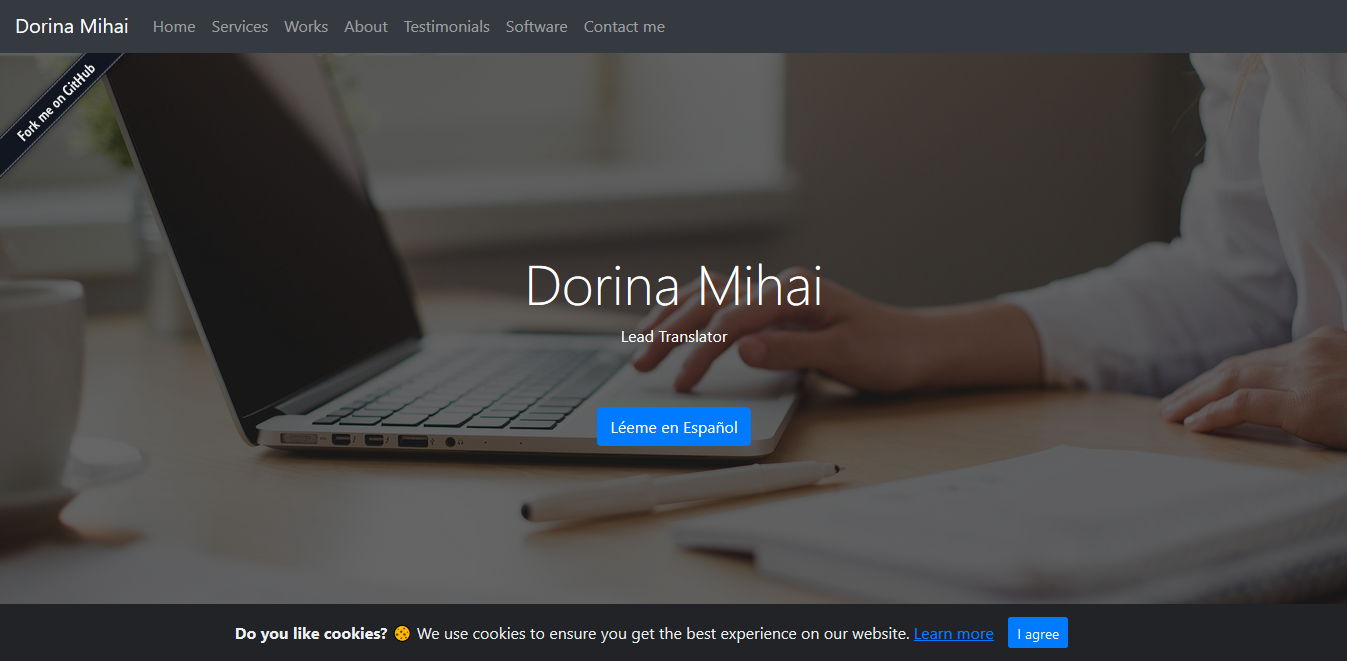 Dorina Mihai Home Services Works About Testimonials Software Contact me
Fork me on GitHub
Dorina Mihai
Lead Translator
Léeme en Español
Do you like cookies? 🍪 We use cookies to ensure you get the best experience on our website. Learn more I agree